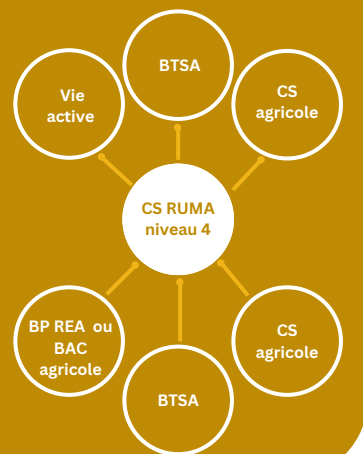 BTSA
Vie
active
CS
agricole
CS RUMA
niveau 4
BP REA ou
BAC
agricole
CS
agricole
BTSA